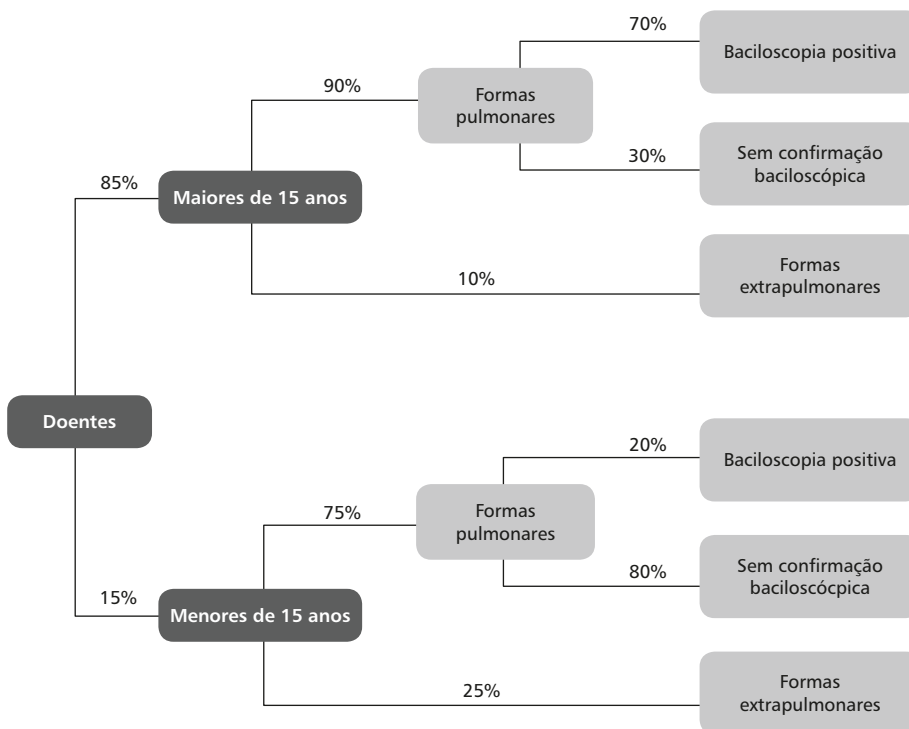 70%
Baciloscopia positiva
90%
Formas
pulmonares
30%
Sem confirmação
baciloscópica
85%
Maiores de 15 anos
10%
Formas
extrapulmonares
Doentes
20%
Baciloscopia positiva
75%
Formas
pulmonares
80%
Sem confirmação
baciloscócpica
15%
Menores de 15 anos
25%
Formas
extrapulmonares